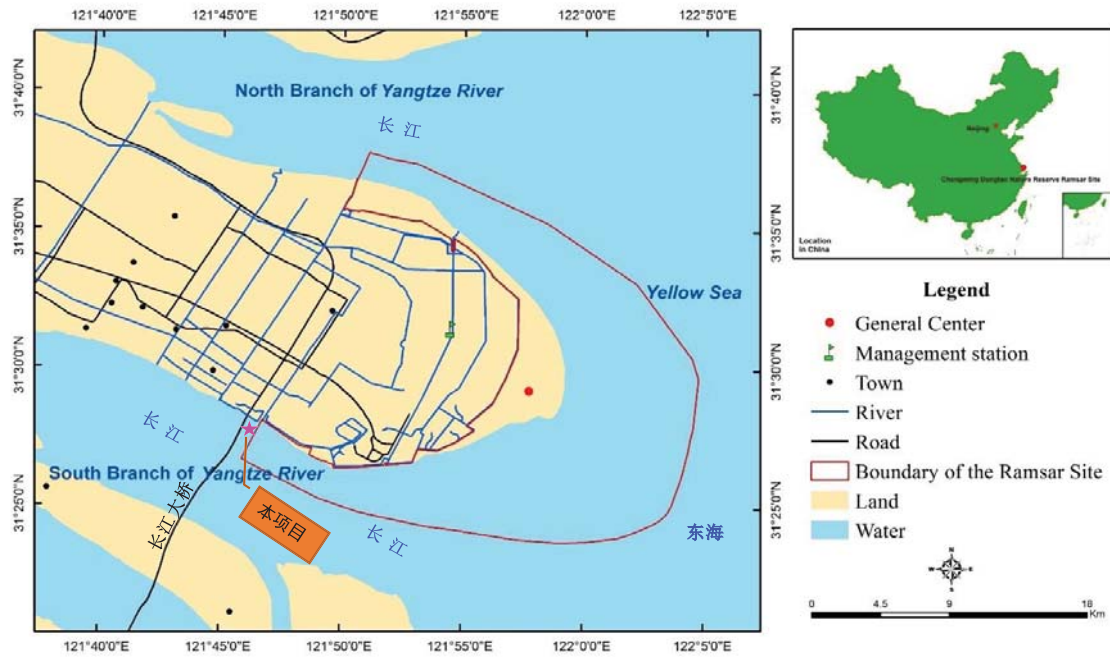 121°40'0"E
121°45'0"E
121°50'0"E
121°55'0"E
122°0'0"E
122°5'0"E
31°40'0"N
31°35'0"N
31°30'0"N
31°25'0"N
North Branch of Yangtze River
长 江
Yellow Sea
长 江
South Branch of Yangtze River
长江大桥
本项目
长 江
东海
31°40'0"N
31°35'0"N
31°30'0"N
31°25'0"N
121°40'0"E
121°45'0"E
121°50'0"E
121°55'0"E
122°0'0"E
122°5'0"E
Beijing
Chongming Dongtan Nature Reserve Ramsar Site
Location
in China
Legend
General Center
Management station
Town
River
Road
Boundary of the Ramsar Site
Land
Water
N
W
E
S
0
4.5
9
18
Km